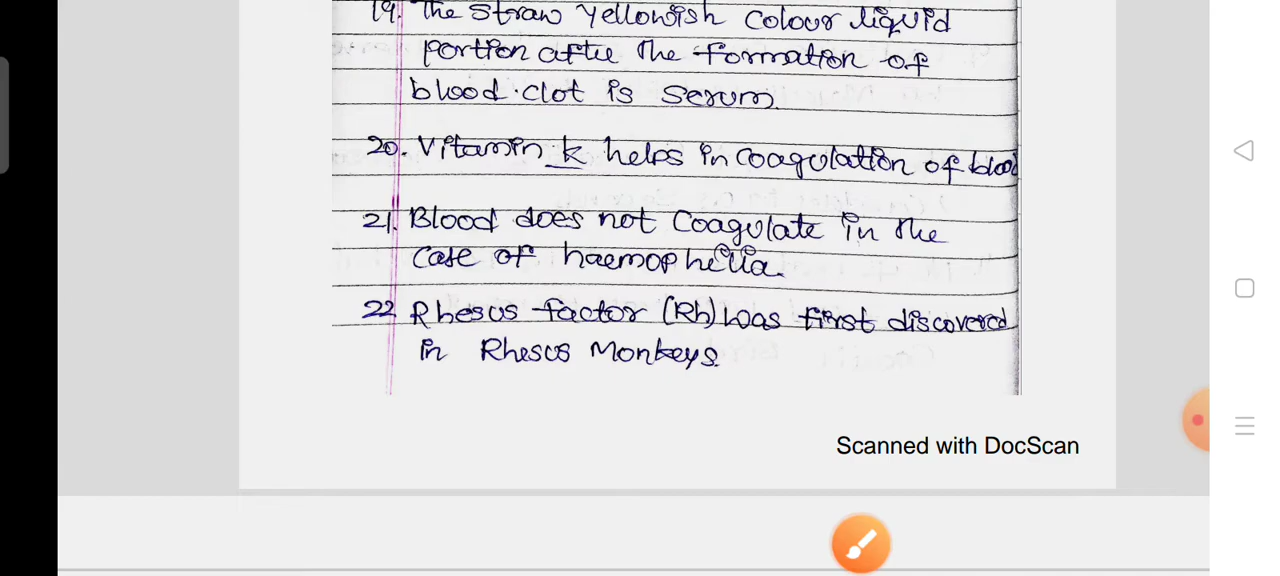 19. The straw yellowish colour liquid
portion afte the formation of
blood clot is serum.
20. Vitamin k helps in coagulation of blood
21. Blood does not coagulate in the
case of haemophelia.
22 Rhesus factor (Rh) was first discovered
in Rhesus Monkeys.
Scanned with DocScan